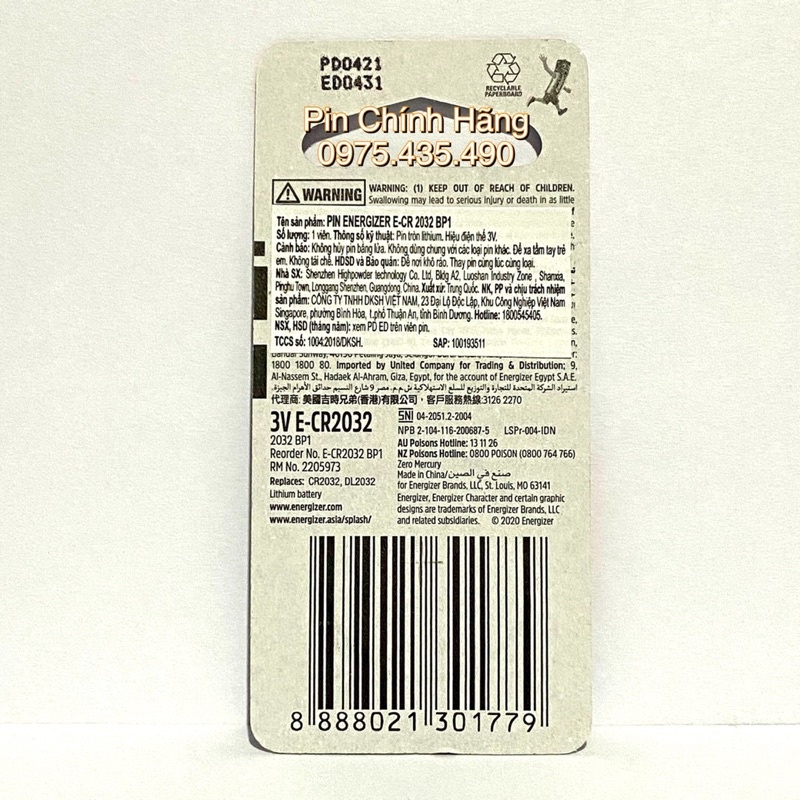 PD0421
ED0431
RECYCLABLE
PAPERBOARD
Pin Chính Hãng
0975.435.490
WARNING
WARNING: (1) KEEP OUT OF REACH OF CHILDREN.
Swallowing may lead to serious injury or death in as little
Tên sản phẩm: PIN ENERGIZER E-CR 2032 BP1
Số lượng: 1 viên. Thông số kỹ thuật: Pin tròn lithium. Hiệu điện thế 3V.
Cảnh báo: Không hủy pin bằng lửa. Không dùng chung với các loại pin khác. Để xa tầm tay trẻ
em. Không tái chế. HDSD và Bảo quản: Để nơi khô ráo. Thay pin cùng lúc cùng loại.
Nhà SX: Shenzhen Highpower technology Co. Ltd, Bldg A2, Luoshan Industry Zone, Shanxia,
Pinghu Town, Longgang Shenzhen, Guangdong, China. Xuất xứ: Trung Quốc. NK, PP và chịu trách nhiệm
sản phẩm: CÔNG TY TNHH DKSH VIỆT NAM, 23 Đại Lộ Độc Lập, Khu Công Nghiệp Việt Nam
Singapore, phường Bình Hòa, t.phố Thuận An, tỉnh Bình Dương. Hotline: 1800545405.
NSX, HSD (tháng năm): xem PD ED trên viên pin.
TCCS số: 1004:2018/DKSH. SAP: 100193511
1800 1800 80. Imported by United Company for Trading & Distribution; 9,
Al-Nassem St., Hadaek Al-Ahram, Giza, Egypt, for the account of Energizer Egypt S.A.E.
استيراد الشركة المتحدة للتجارة والتوزيع للسلع الاستهلاكية ش.م.م. مصر ٩ شارع النسيم حدائق الأهرام الجيزة.
代理商: 美國吉時兄弟(香港)有限公司, 客戶服務熱線:3126 2270
3V E-CR2032
2032 BP1
Reorder No. E-CR2032 BP1
RM No. 2205973
Replaces: CR2032, DL2032
Lithium battery
www.energizer.com
www.energizer.asia/splash/
SNI 04-2051.2-2004
NPB 2-104-116-200687-5 LSPr-004-IDN
AU Poisons Hotline: 13 11 26
NZ Poisons Hotline: 0800 POISON (0800 764 766)
Zero Mercury
Made in China/صنع في الصين
for Energizer Brands, LLC, St. Louis, MO 63141
Energizer, Energizer Character and certain graphic
designs are trademarks of Energizer Brands, LLC
and related subsidiaries. © 2020 Energizer
8 888021 301779